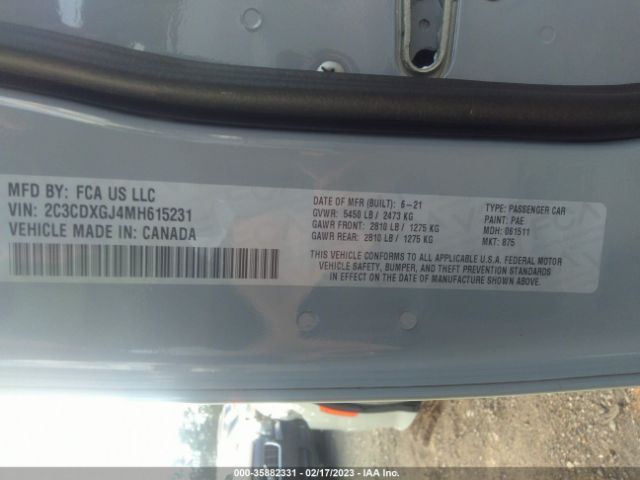 MFD BY: FCA US LLC
VIN: 2C3CDXGJ4MH615231
VEHICLE MADE IN: CANADA
DATE OF MFR (BUILT): 6-21
GVWR: 5450 LB / 2473 KG
GAWR FRONT: 2810 LB / 1275 KG
GAWR REAR: 2810 LB / 1275 KG
TYPE: PASSENGER CAR
PAINT: PAE
MDH: 061511
MKT: 875
THIS VEHICLE CONFORMS TO ALL APPLICABLE U.S.A. FEDERAL MOTOR
VEHICLE SAFETY, BUMPER, AND THEFT PREVENTION STANDARDS
IN EFFECT ON THE DATE OF MANUFACTURE SHOWN ABOVE.
000-35882331 - 02/17/2023 - IAA Inc.